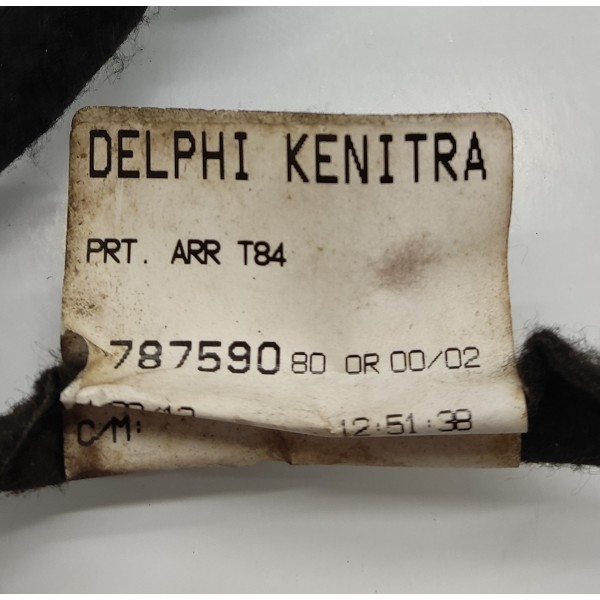 DELPHI KENITRA
PRT. ARR T84
787590 80 OR 00/02
12:51:38
C/M: